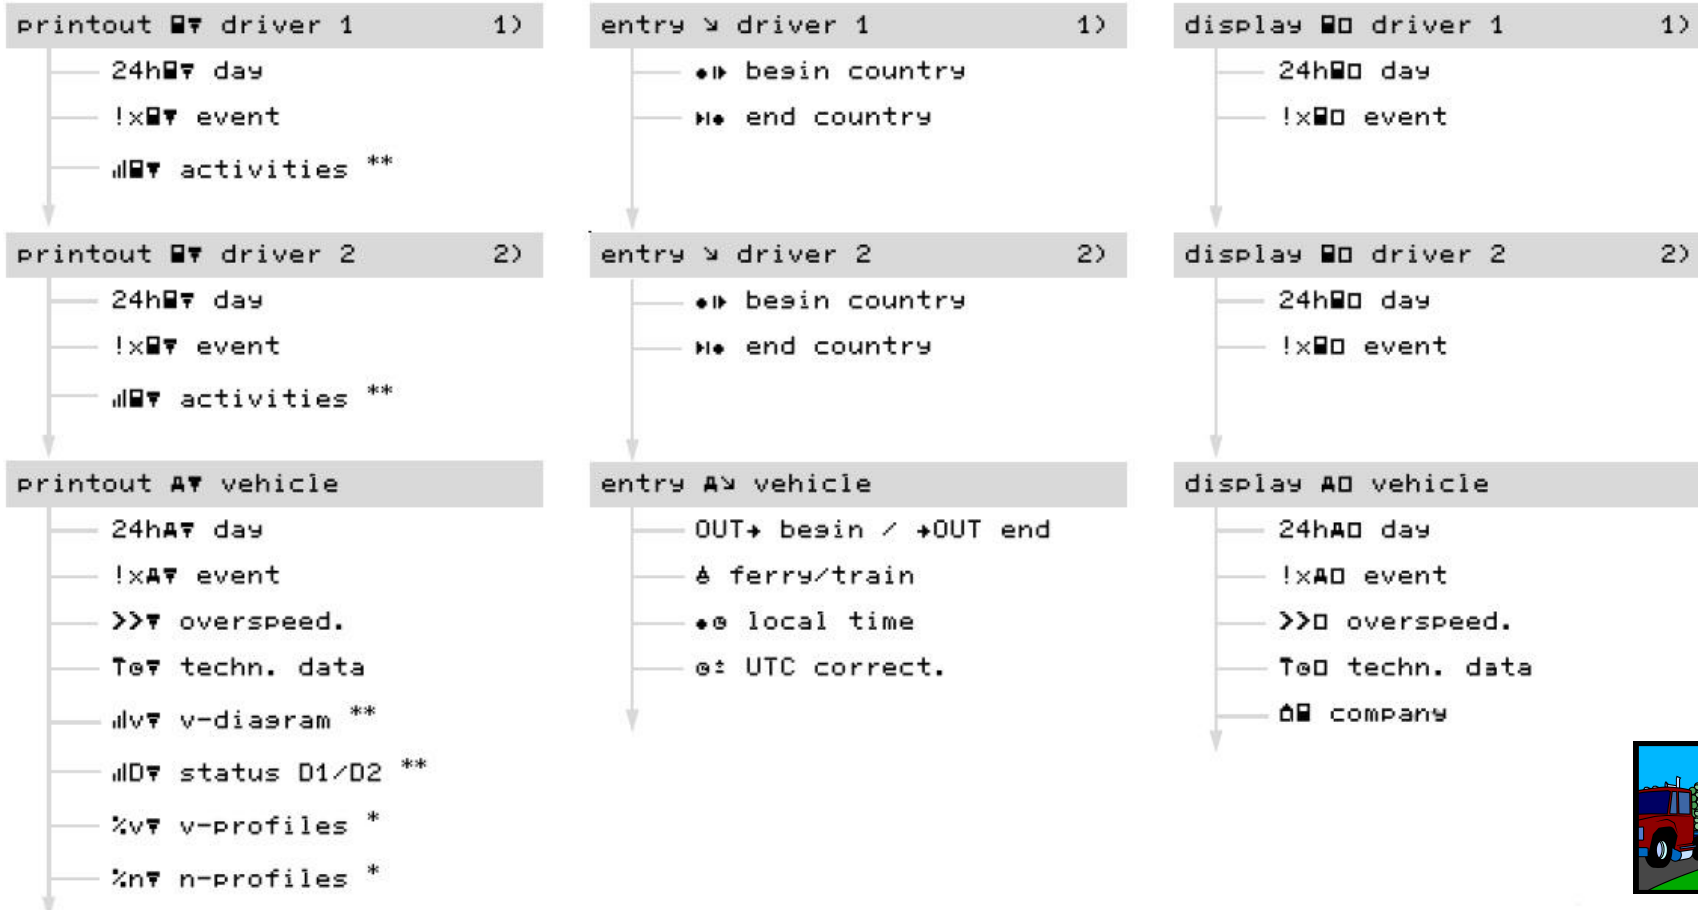 printout driver 1 1)
24h day
!x event
activities **
printout driver 2 2)
24h day
!x event
activities **
printout vehicle
24h day
!x event
>> overspeed.
techn. data
v v-diagram **
D status D1/D2 **
%v v-profiles *
%n n-profiles *
entry driver 1 1)
begin country
end country
entry driver 2 2)
begin country
end country
entry vehicle
OUT→ begin / →OUT end
ferry/train
local time
UTC correct.
display driver 1 1)
24h day
!x event
display driver 2 2)
24h day
!x event
display vehicle
24h day
!x event
>> overspeed.
techn. data
company